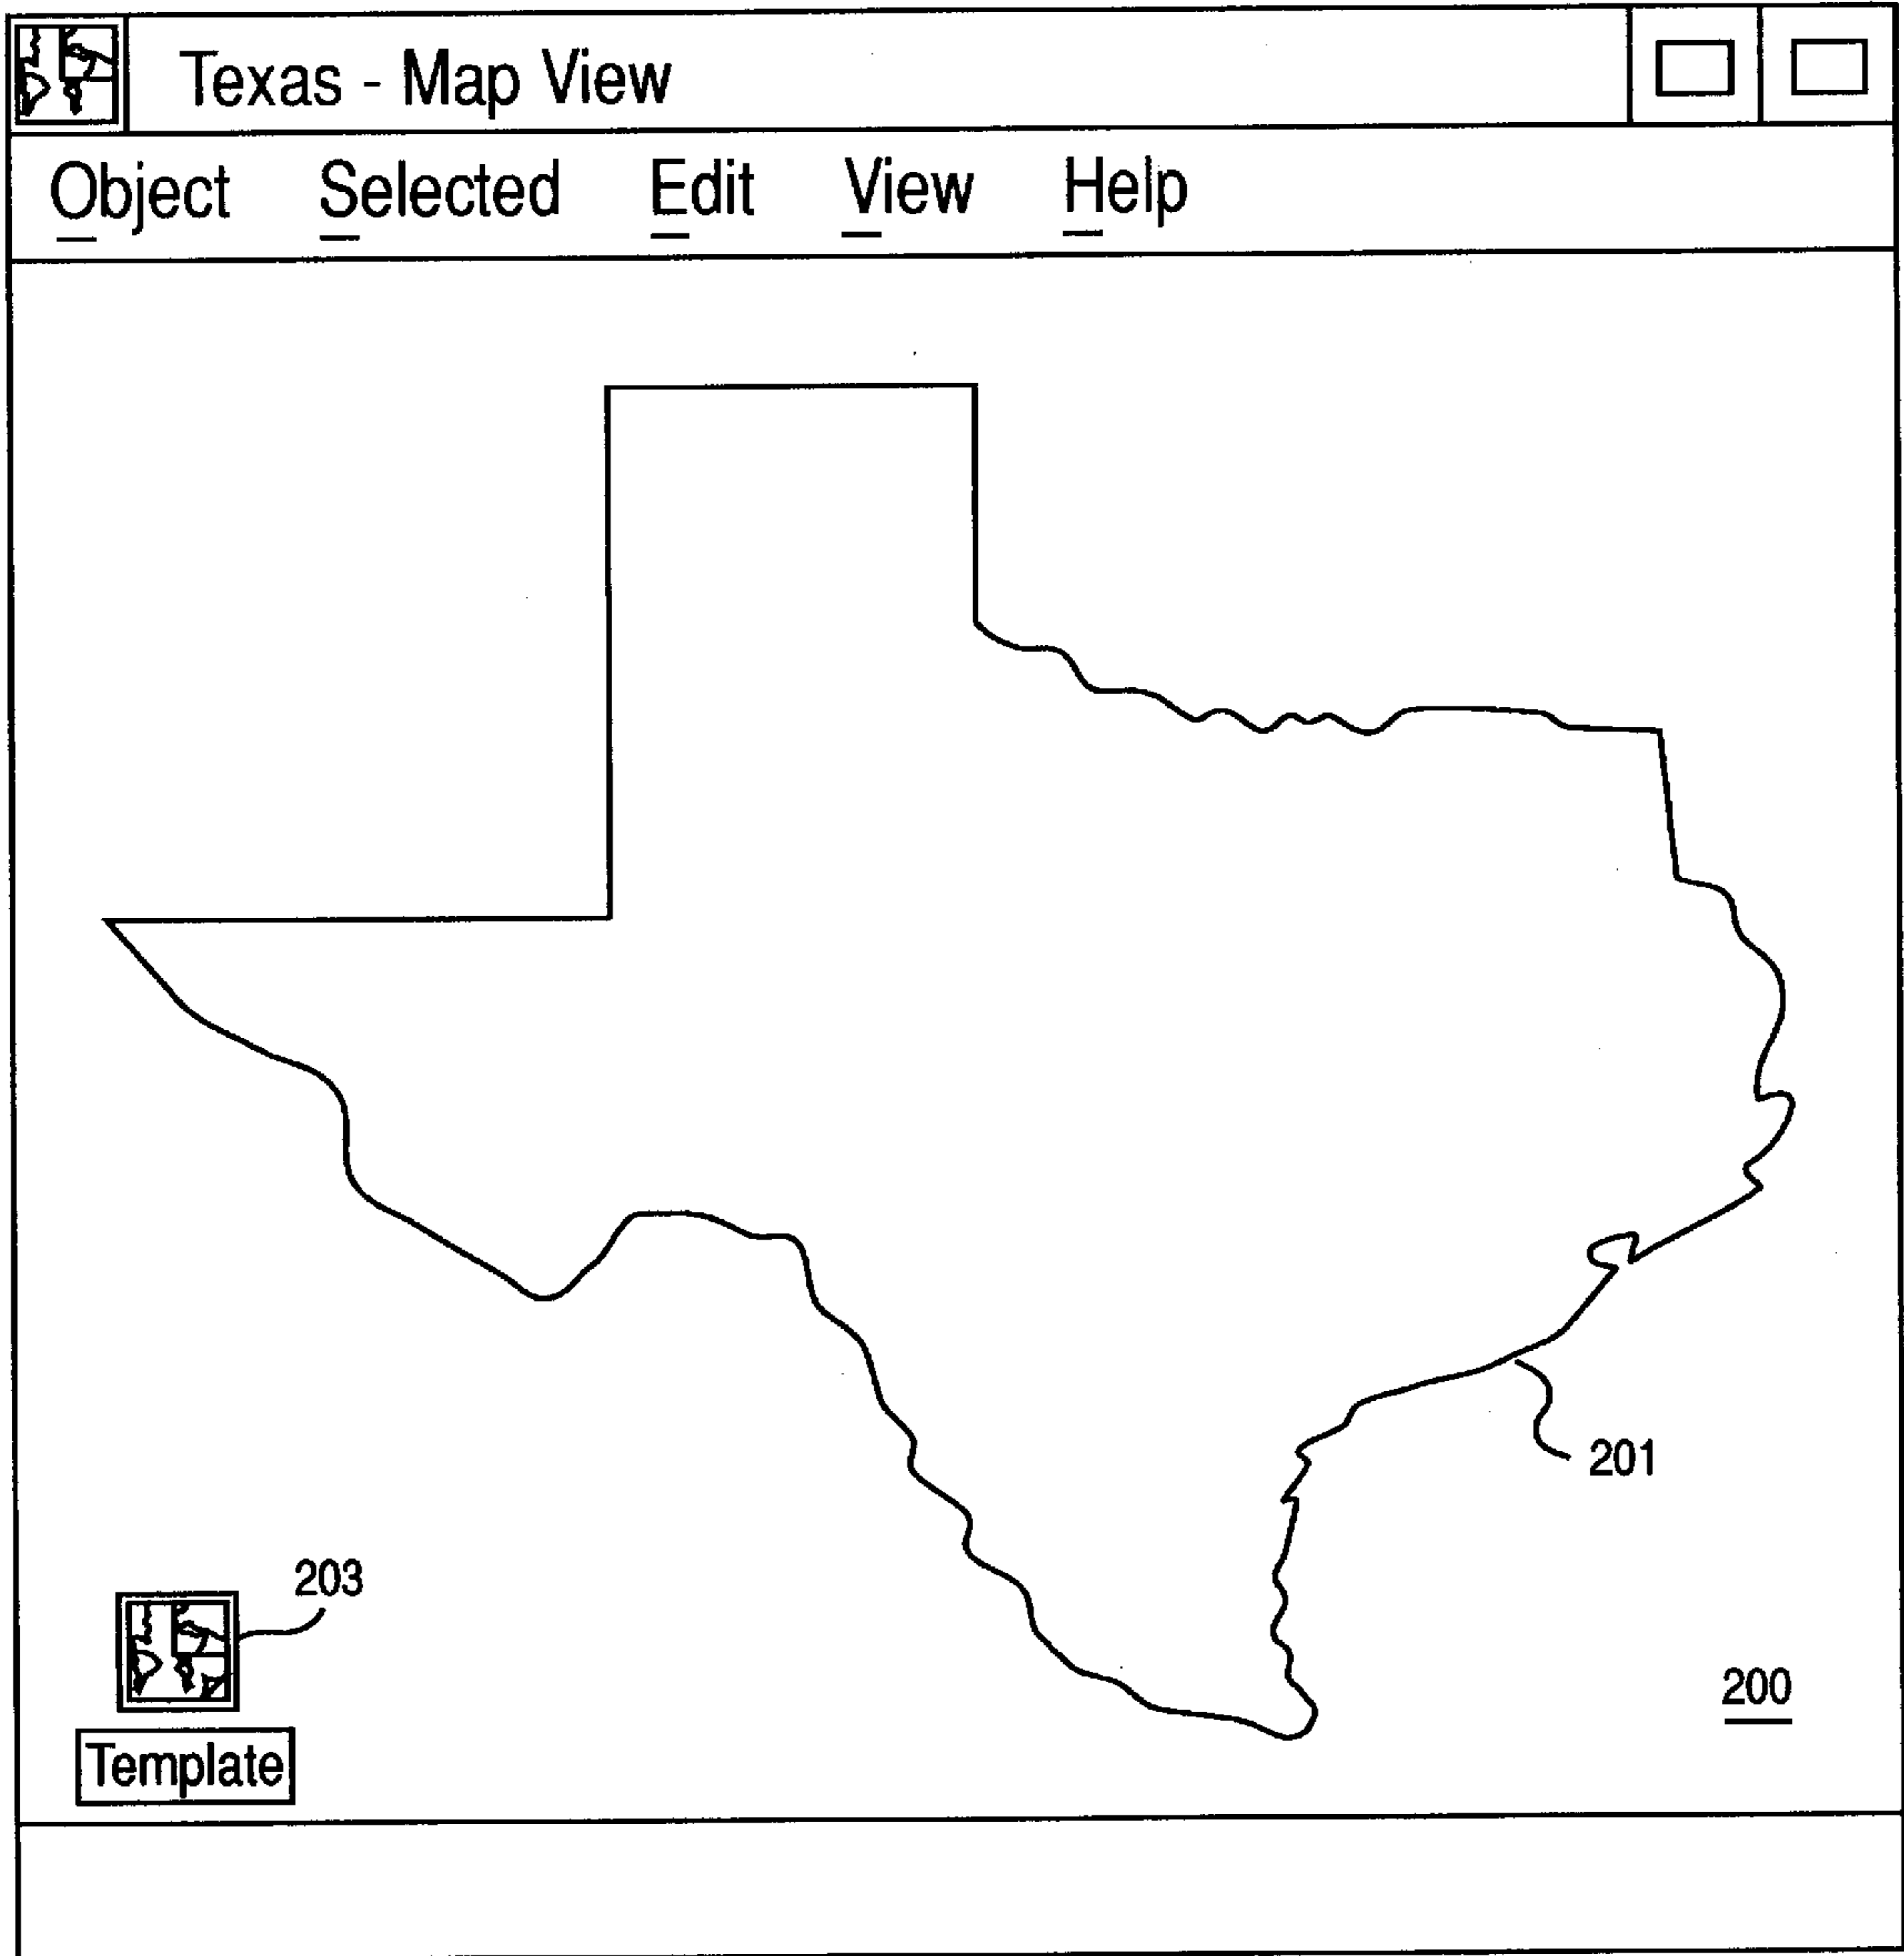 Texas - Map View
Object Selected Edit View Help
201
203
200
Template